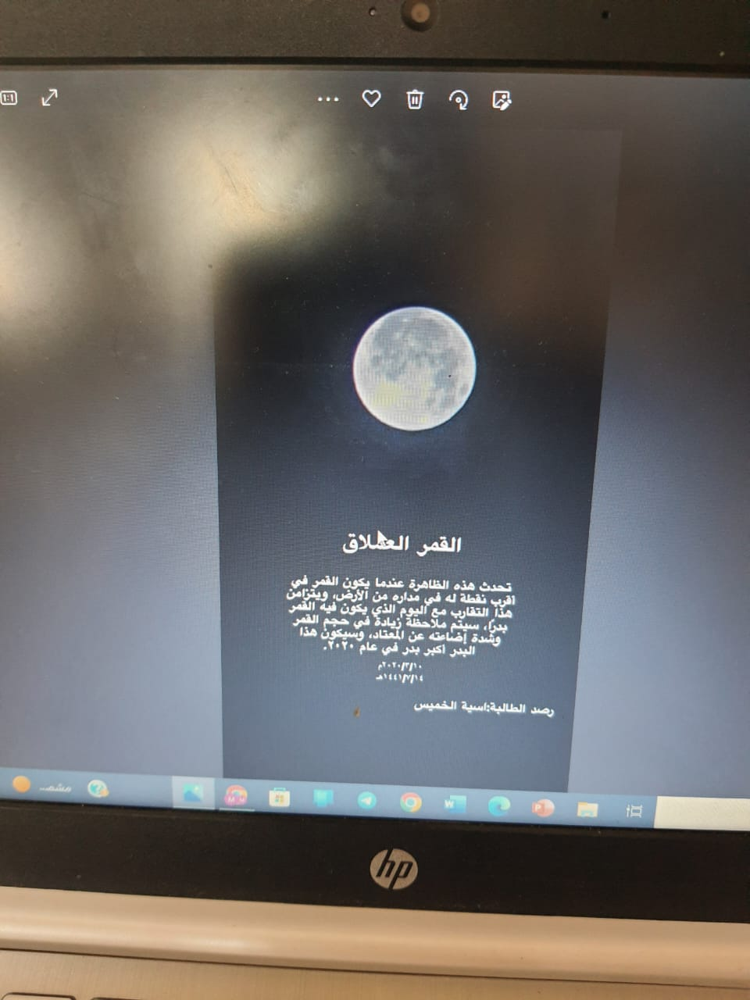 1:1
القمر العملاق
تحدث هذه الظاهرة عندما يكون القمر في
أقرب نقطة له في مداره من الأرض، ويتزامن
هذا التقارب مع اليوم الذي يكون فيه القمر
بدرًا، سيتم ملاحظة زيادة في حجم القمر
وشدة إضاءته عن المعتاد، وسيكون هذا
البدر أكبر بدر في عام ٢٠٢٠.
٢٠٢٠/٣/١٠م
١٤٤١/٧/١٤هـ
رصد الطالبة:اسية الخميس
مشمـ...
hp